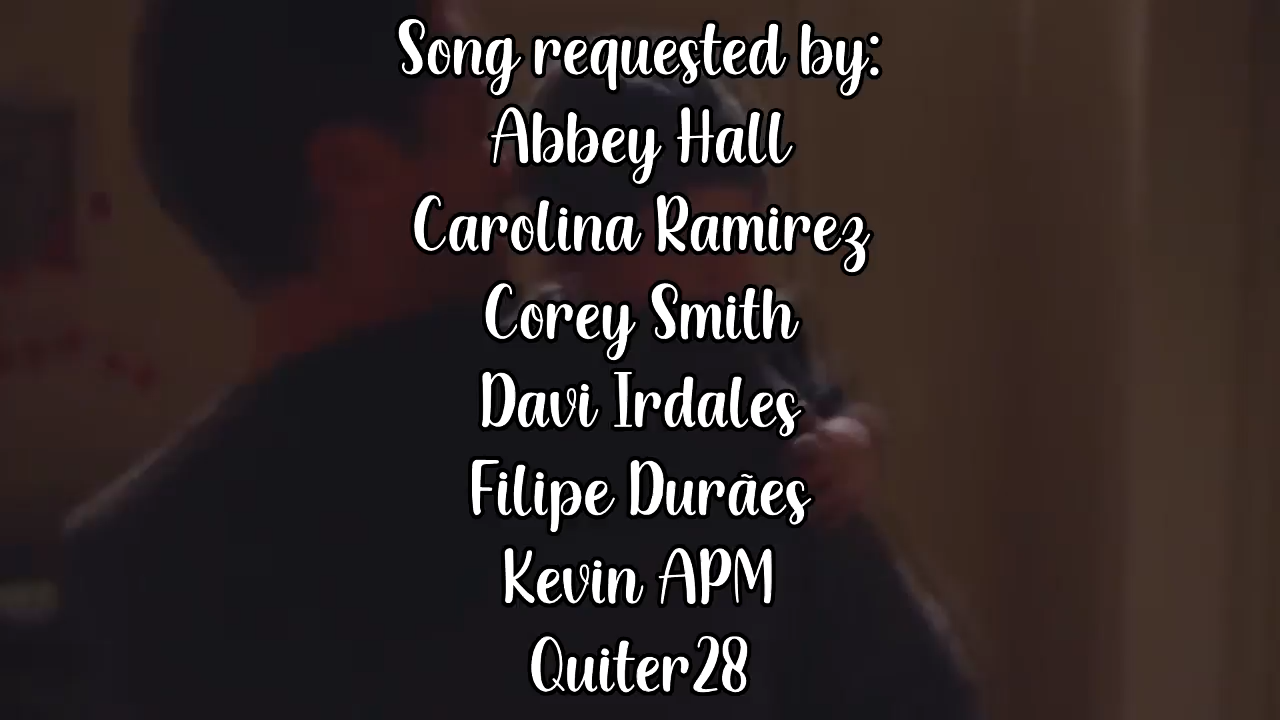 Song requested by:
Abbey Hall
Carolina Ramirez
Corey Smith
Davi Irdales
Filipe Durães
Kevin APM
Quiter28